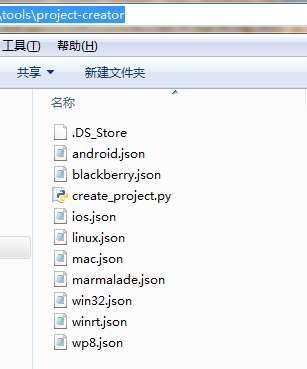 \tools\project-creator
工具(T) 帮助(H)
共享 新建文件夹
名称
.DS_Store
android.json
blackberry.json
create_project.py
ios.json
linux.json
mac.json
marmalade.json
win32.json
winrt.json
wp8.json